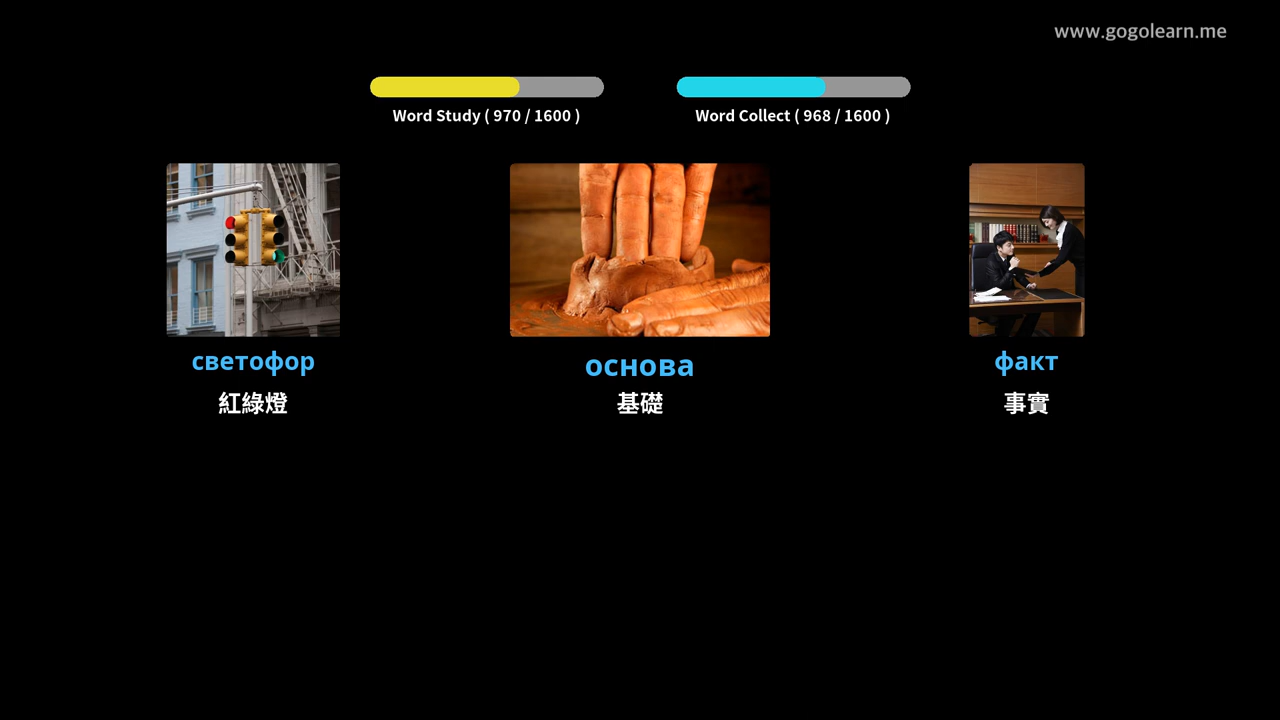 www.gogolearn.me
Word Study ( 970 / 1600 )
Word Collect ( 968 / 1600 )
светофор
основа
факт
紅綠燈
基礎
事實